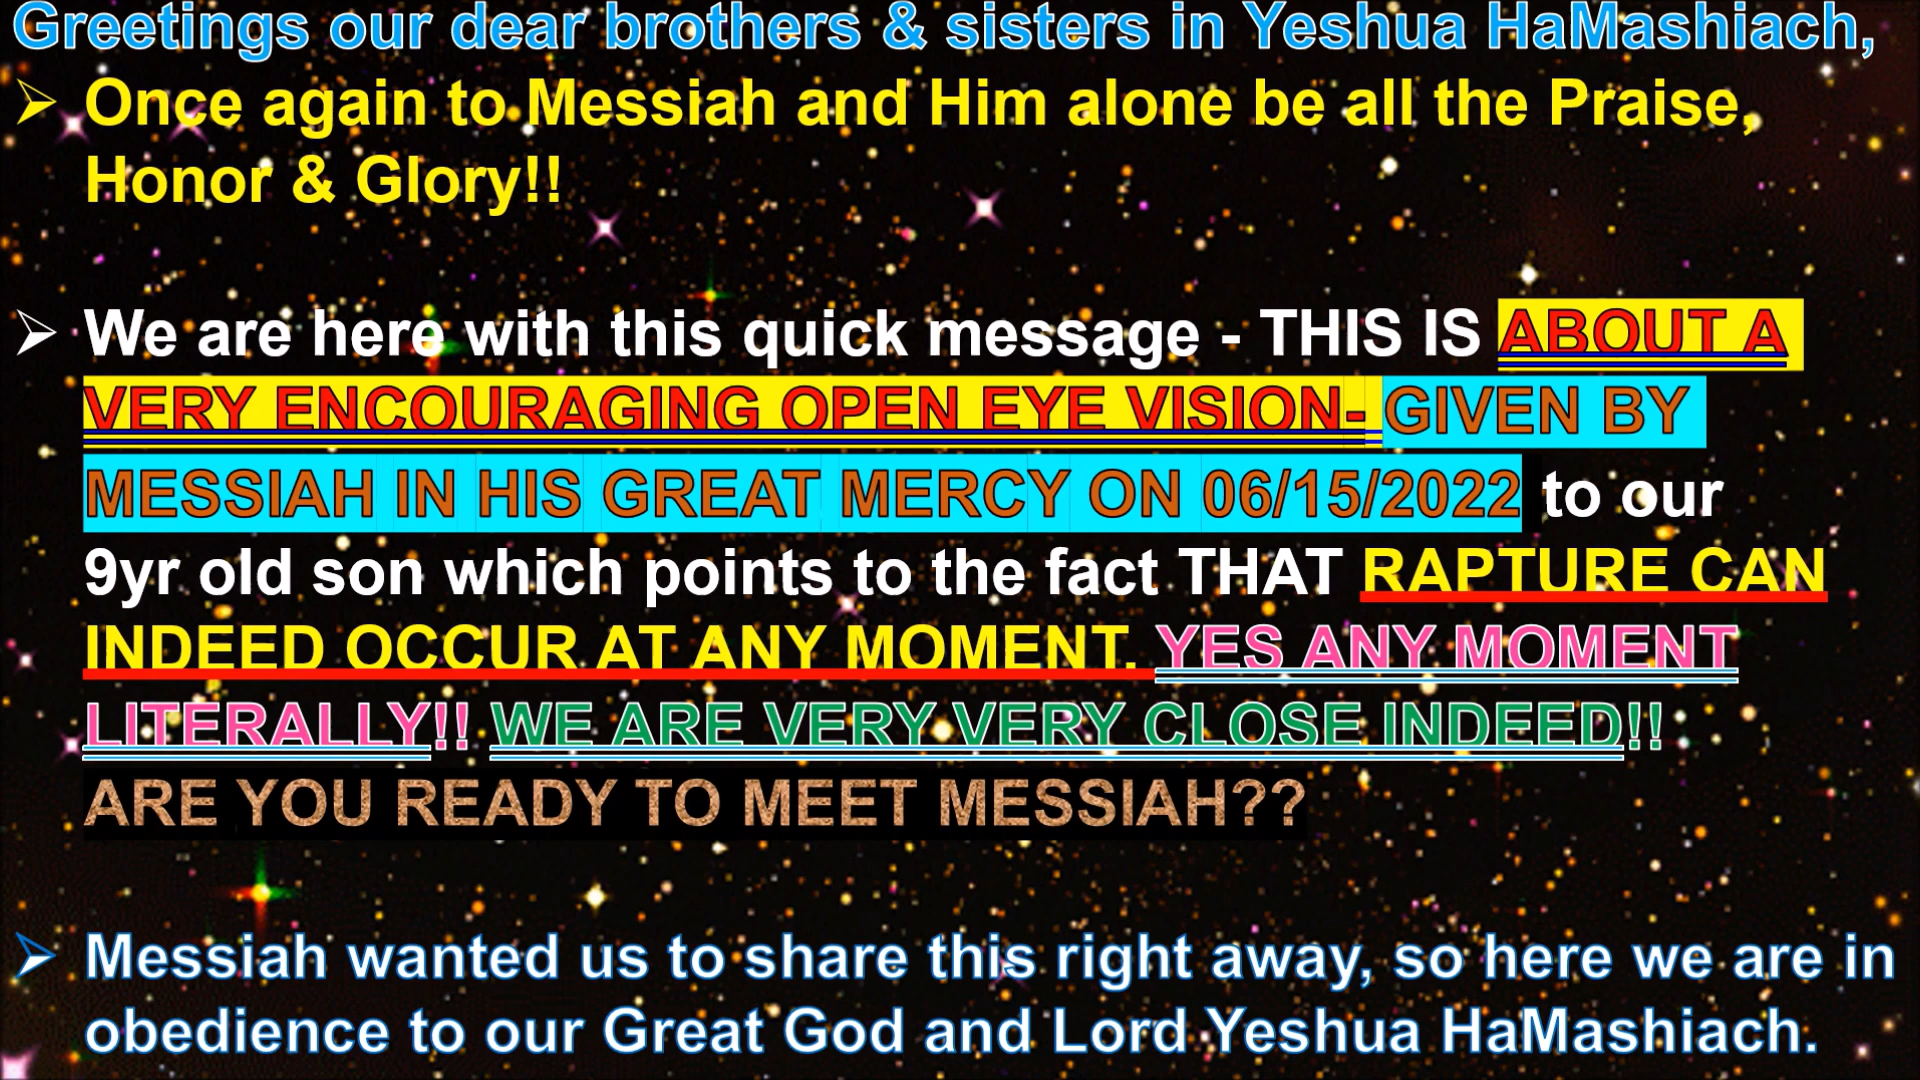 Greetings our dear brothers & sisters in Yeshua HaMashiach,
➢ Once again to Messiah and Him alone be all the Praise,
Honor & Glory!!
➢ We are here with this quick message - THIS IS ABOUT A
VERY ENCOURAGING OPEN EYE VISION- GIVEN BY
MESSIAH IN HIS GREAT MERCY ON 06/15/2022 to our
9yr old son which points to the fact THAT RAPTURE CAN
INDEED OCCUR AT ANY MOMENT. YES ANY MOMENT
LITERALLY!! WE ARE VERY VERY CLOSE INDEED!!
ARE YOU READY TO MEET MESSIAH??
➢ Messiah wanted us to share this right away, so here we are in
obedience to our Great God and Lord Yeshua HaMashiach.